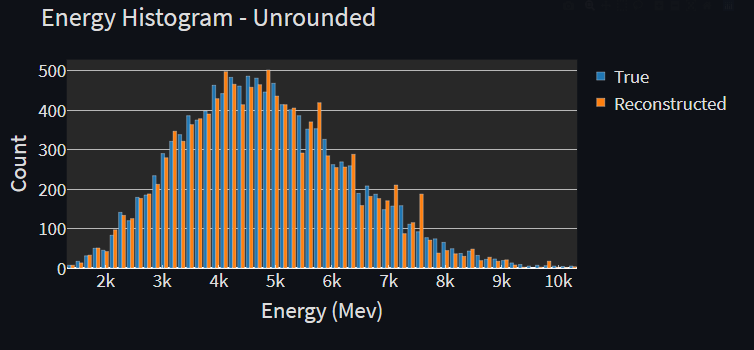 Energy Histogram - Unrounded
True
Reconstructed
Count
500
400
300
200
100
0
2k 3k 4k 5k 6k 7k 8k 9k 10k
Energy (Mev)